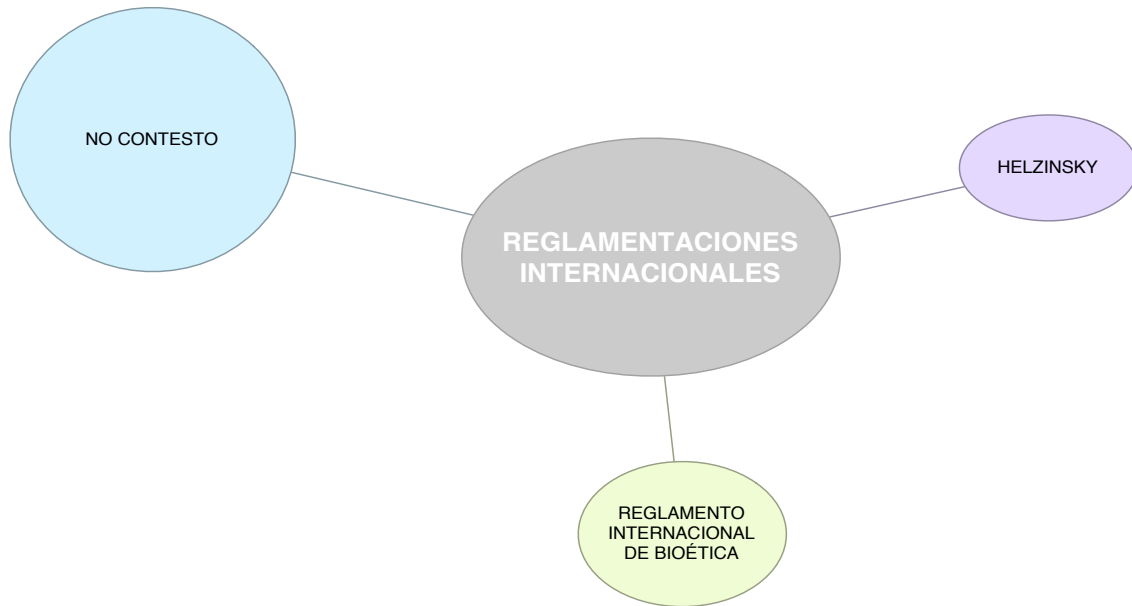 NO CONTESTO
HELZINSKY
REGLAMENTACIONES
INTERNACIONALES
REGLAMENTO
INTERNACIONAL
DE BIOÉTICA